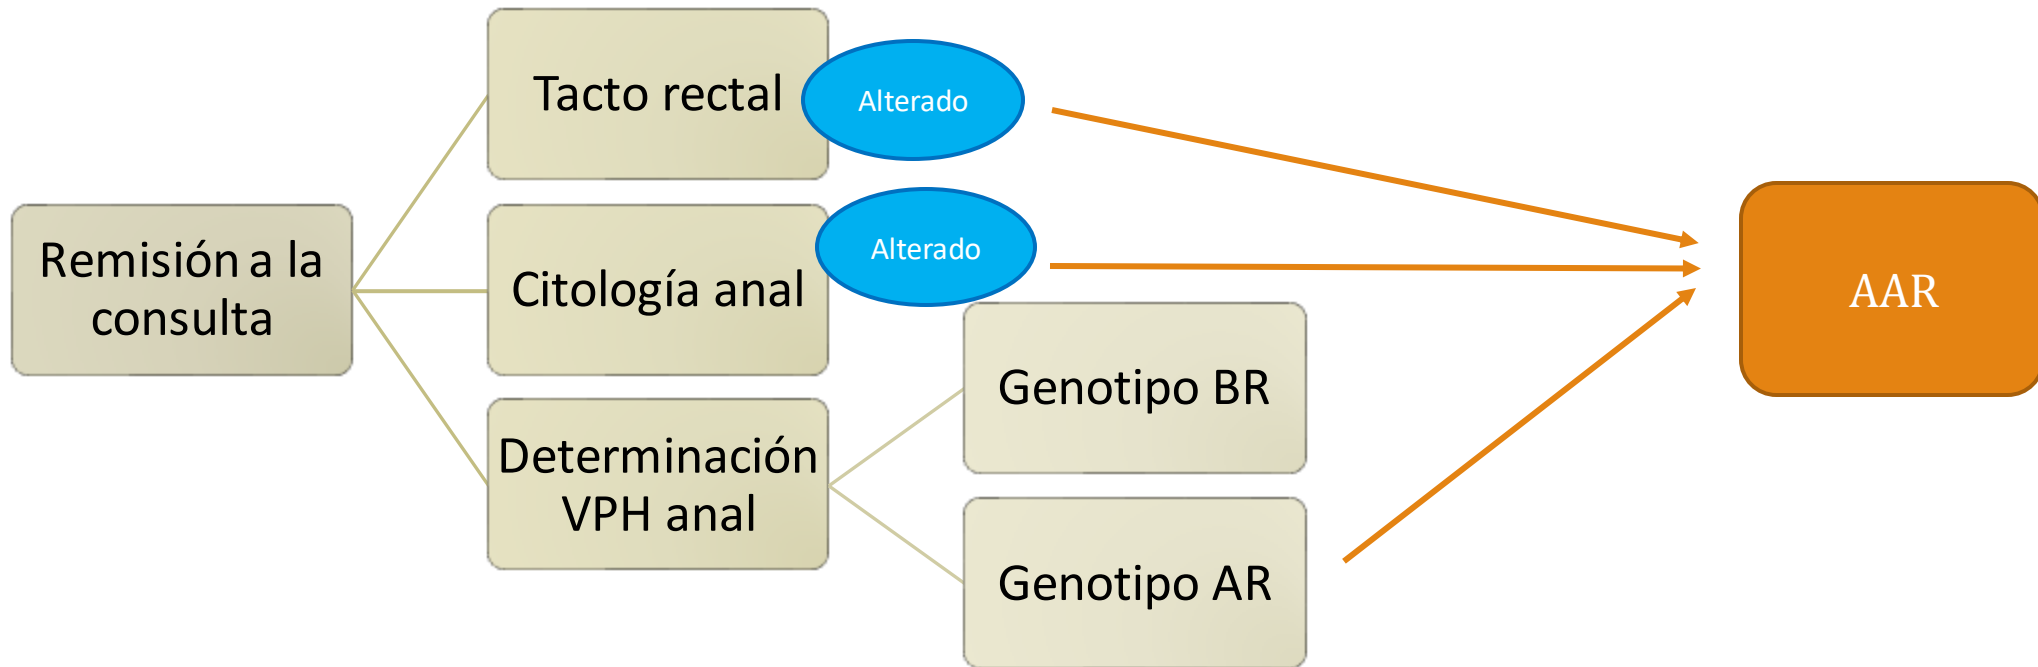 Remisión a la
consulta
Tacto rectal
Alterado
Citología anal
Alterado
Determinación
VPH anal
Genotipo BR
Genotipo AR
AAR